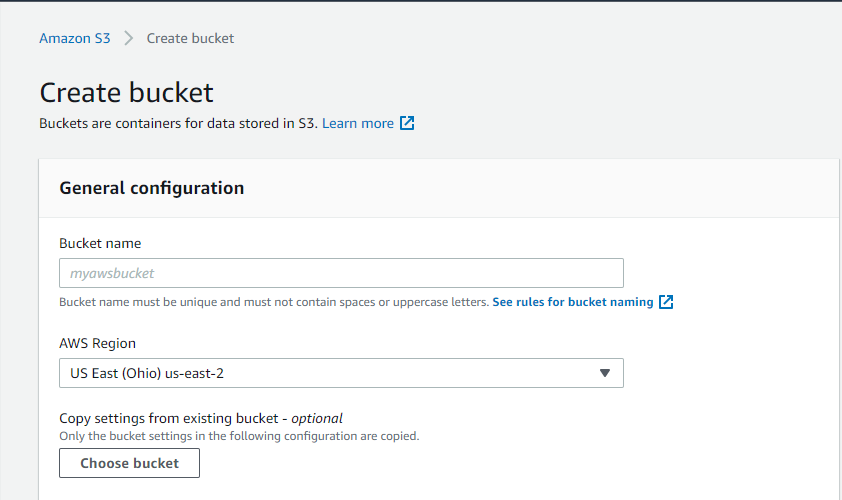 Amazon S3 > Create bucket
Create bucket
Buckets are containers for data stored in S3. Learn more
General configuration
Bucket name
myawsbucket
Bucket name must be unique and must not contain spaces or uppercase letters. See rules for bucket naming
AWS Region
US East (Ohio) us-east-2
Copy settings from existing bucket - optional
Only the bucket settings in the following configuration are copied.
Choose bucket